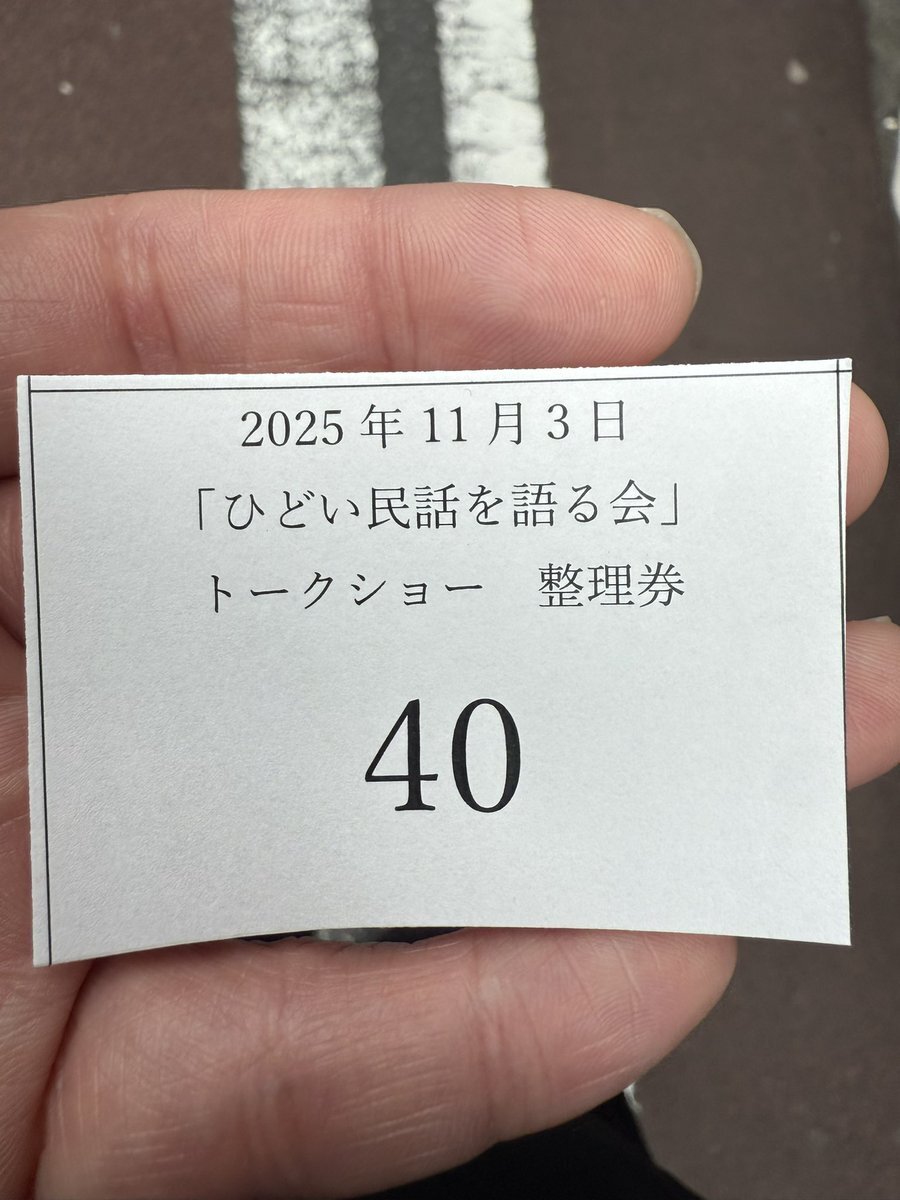 2025年11月3日
「ひどい民話を語る会」
トークショー　整理券
40